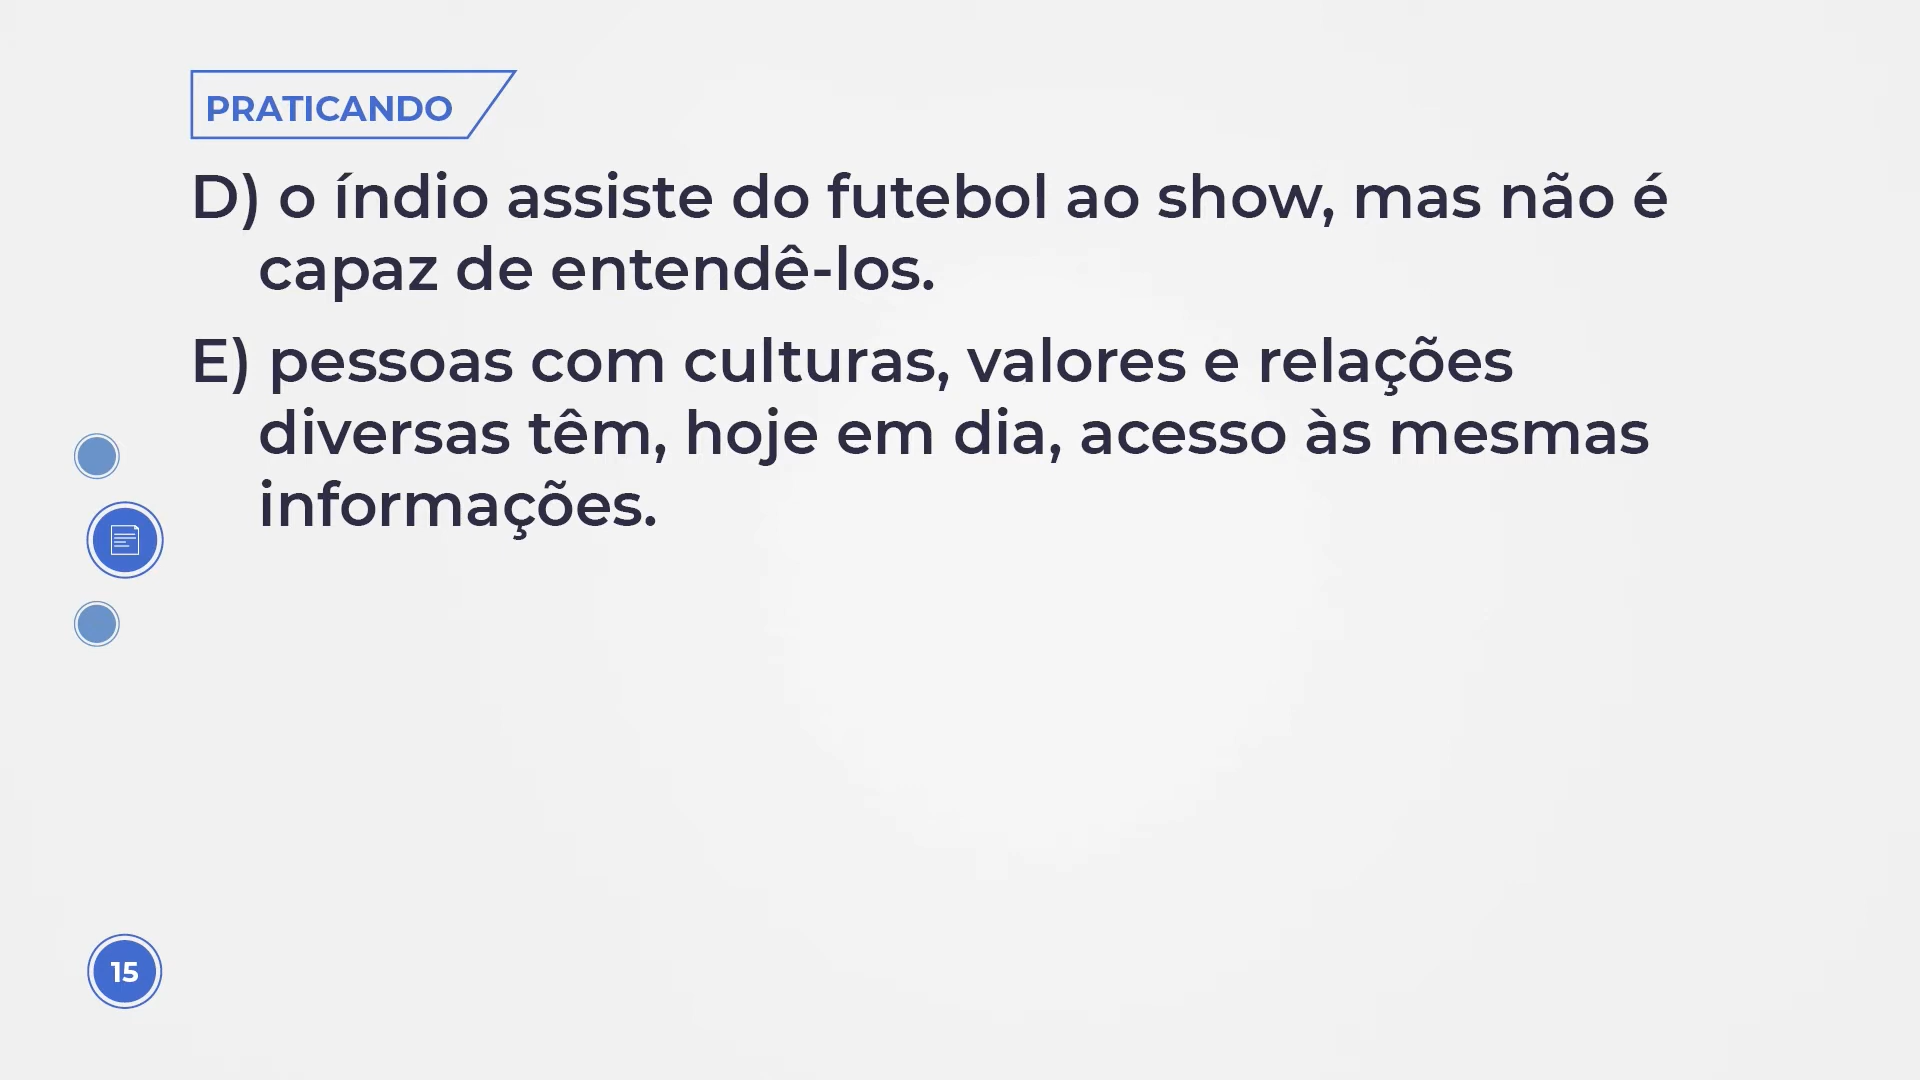 PRATICANDO
D) o índio assiste do futebol ao show, mas não é
capaz de entendê-los.
E) pessoas com culturas, valores e relações
diversas têm, hoje em dia, acesso às mesmas
informações.
15